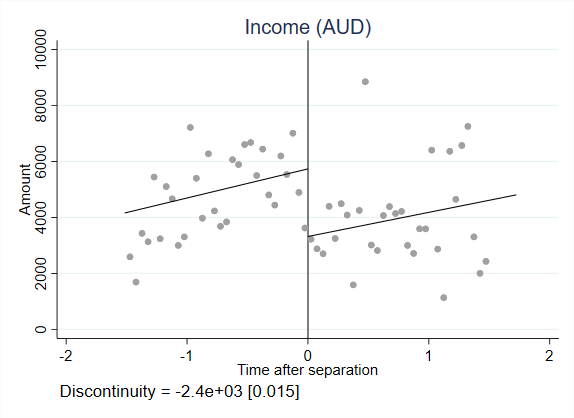 Income (AUD)
10000
8000
6000
4000
2000
0
Amount
-2 -1 0 1 2
Time after separation
Discontinuity = -2.4e+03 [0.015]